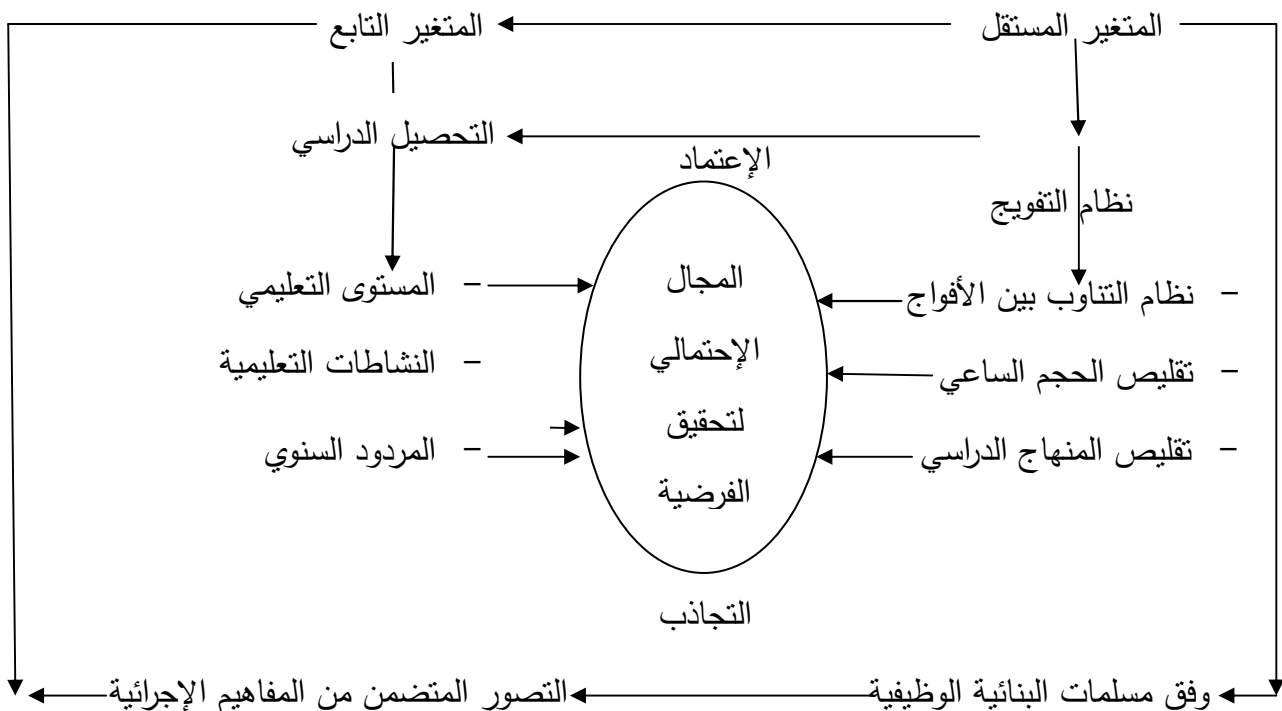 المتغير المستقل المتغير التابع
التحصيل الدراسي
الإعتماد
نظام التفويج
المجال
- نظام التناوب بين الأفواج - المستوى التعليمي
الإحتمالي
- تقليص الحجم الساعي - النشاطات التعليمية
لتحقيق
- تقليص المنهاج الدراسي - المردود السنوي
الفرضية
التجاذب
وفق مسلمات البنائية الوظيفية التصور المتضمن من المفاهيم الإجرائية